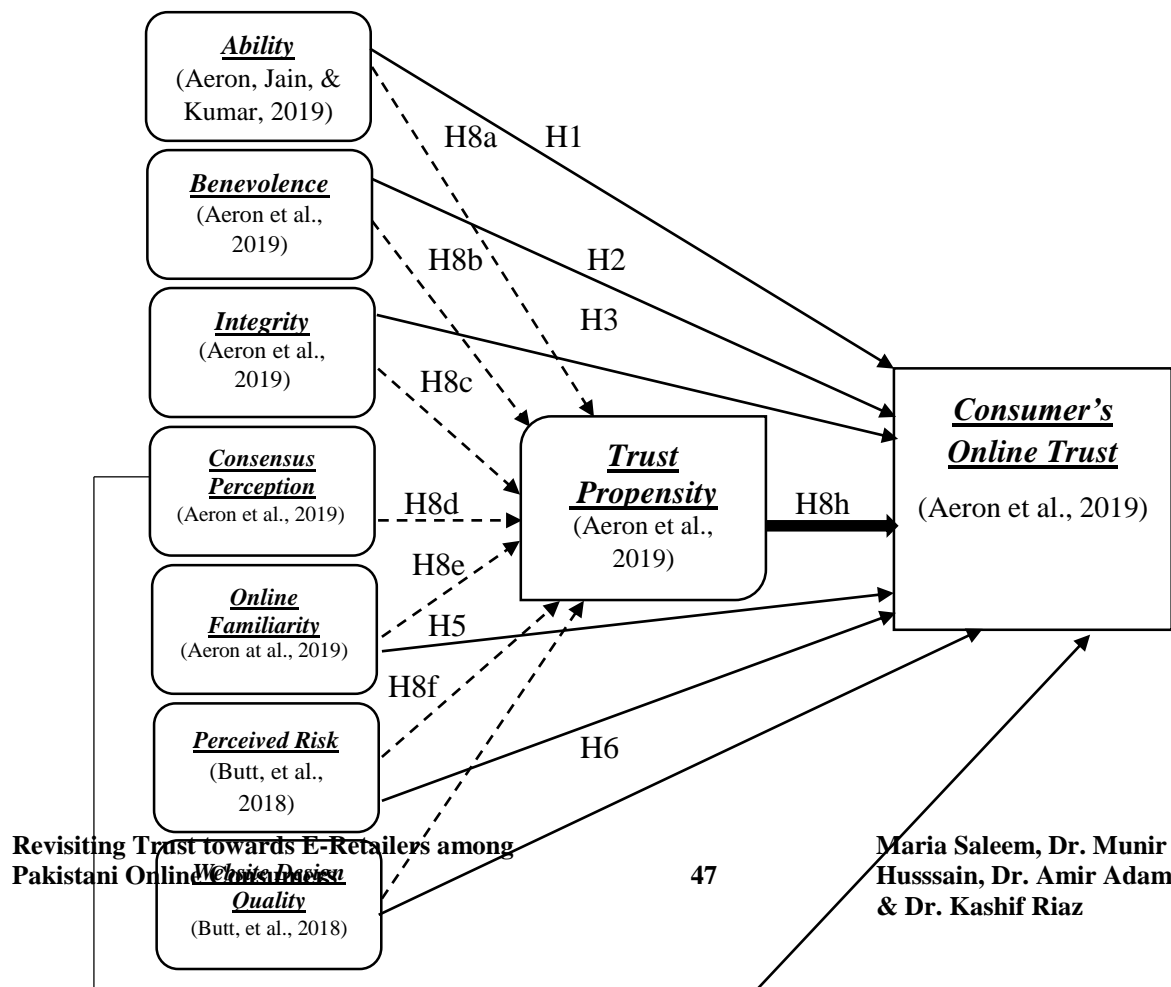 Ability
(Aeron, Jain, &
Kumar, 2019)
H8a
H1
Benevolence
(Aeron et al.,
2019)
H8b
H2
H3
Integrity
(Aeron et al.,
2019)
H8c
Consensus
Perception
(Aeron et al., 2019)
H8d
Trust
Propensity
(Aeron et al.,
2019)
H8h
Consumer’s
Online Trust
(Aeron et al., 2019)
H8e
Online
Familiarity
(Aeron at al., 2019)
H5
H8f
Perceived Risk
(Butt, et al.,
2018)
H6
Website Design
Quality
(Butt, et al., 2018)
Revisiting Trust towards E-Retailers among
Pakistani Online Consumers
47
Maria Saleem, Dr. Munir
Husssain, Dr. Amir Adam
& Dr. Kashif Riaz